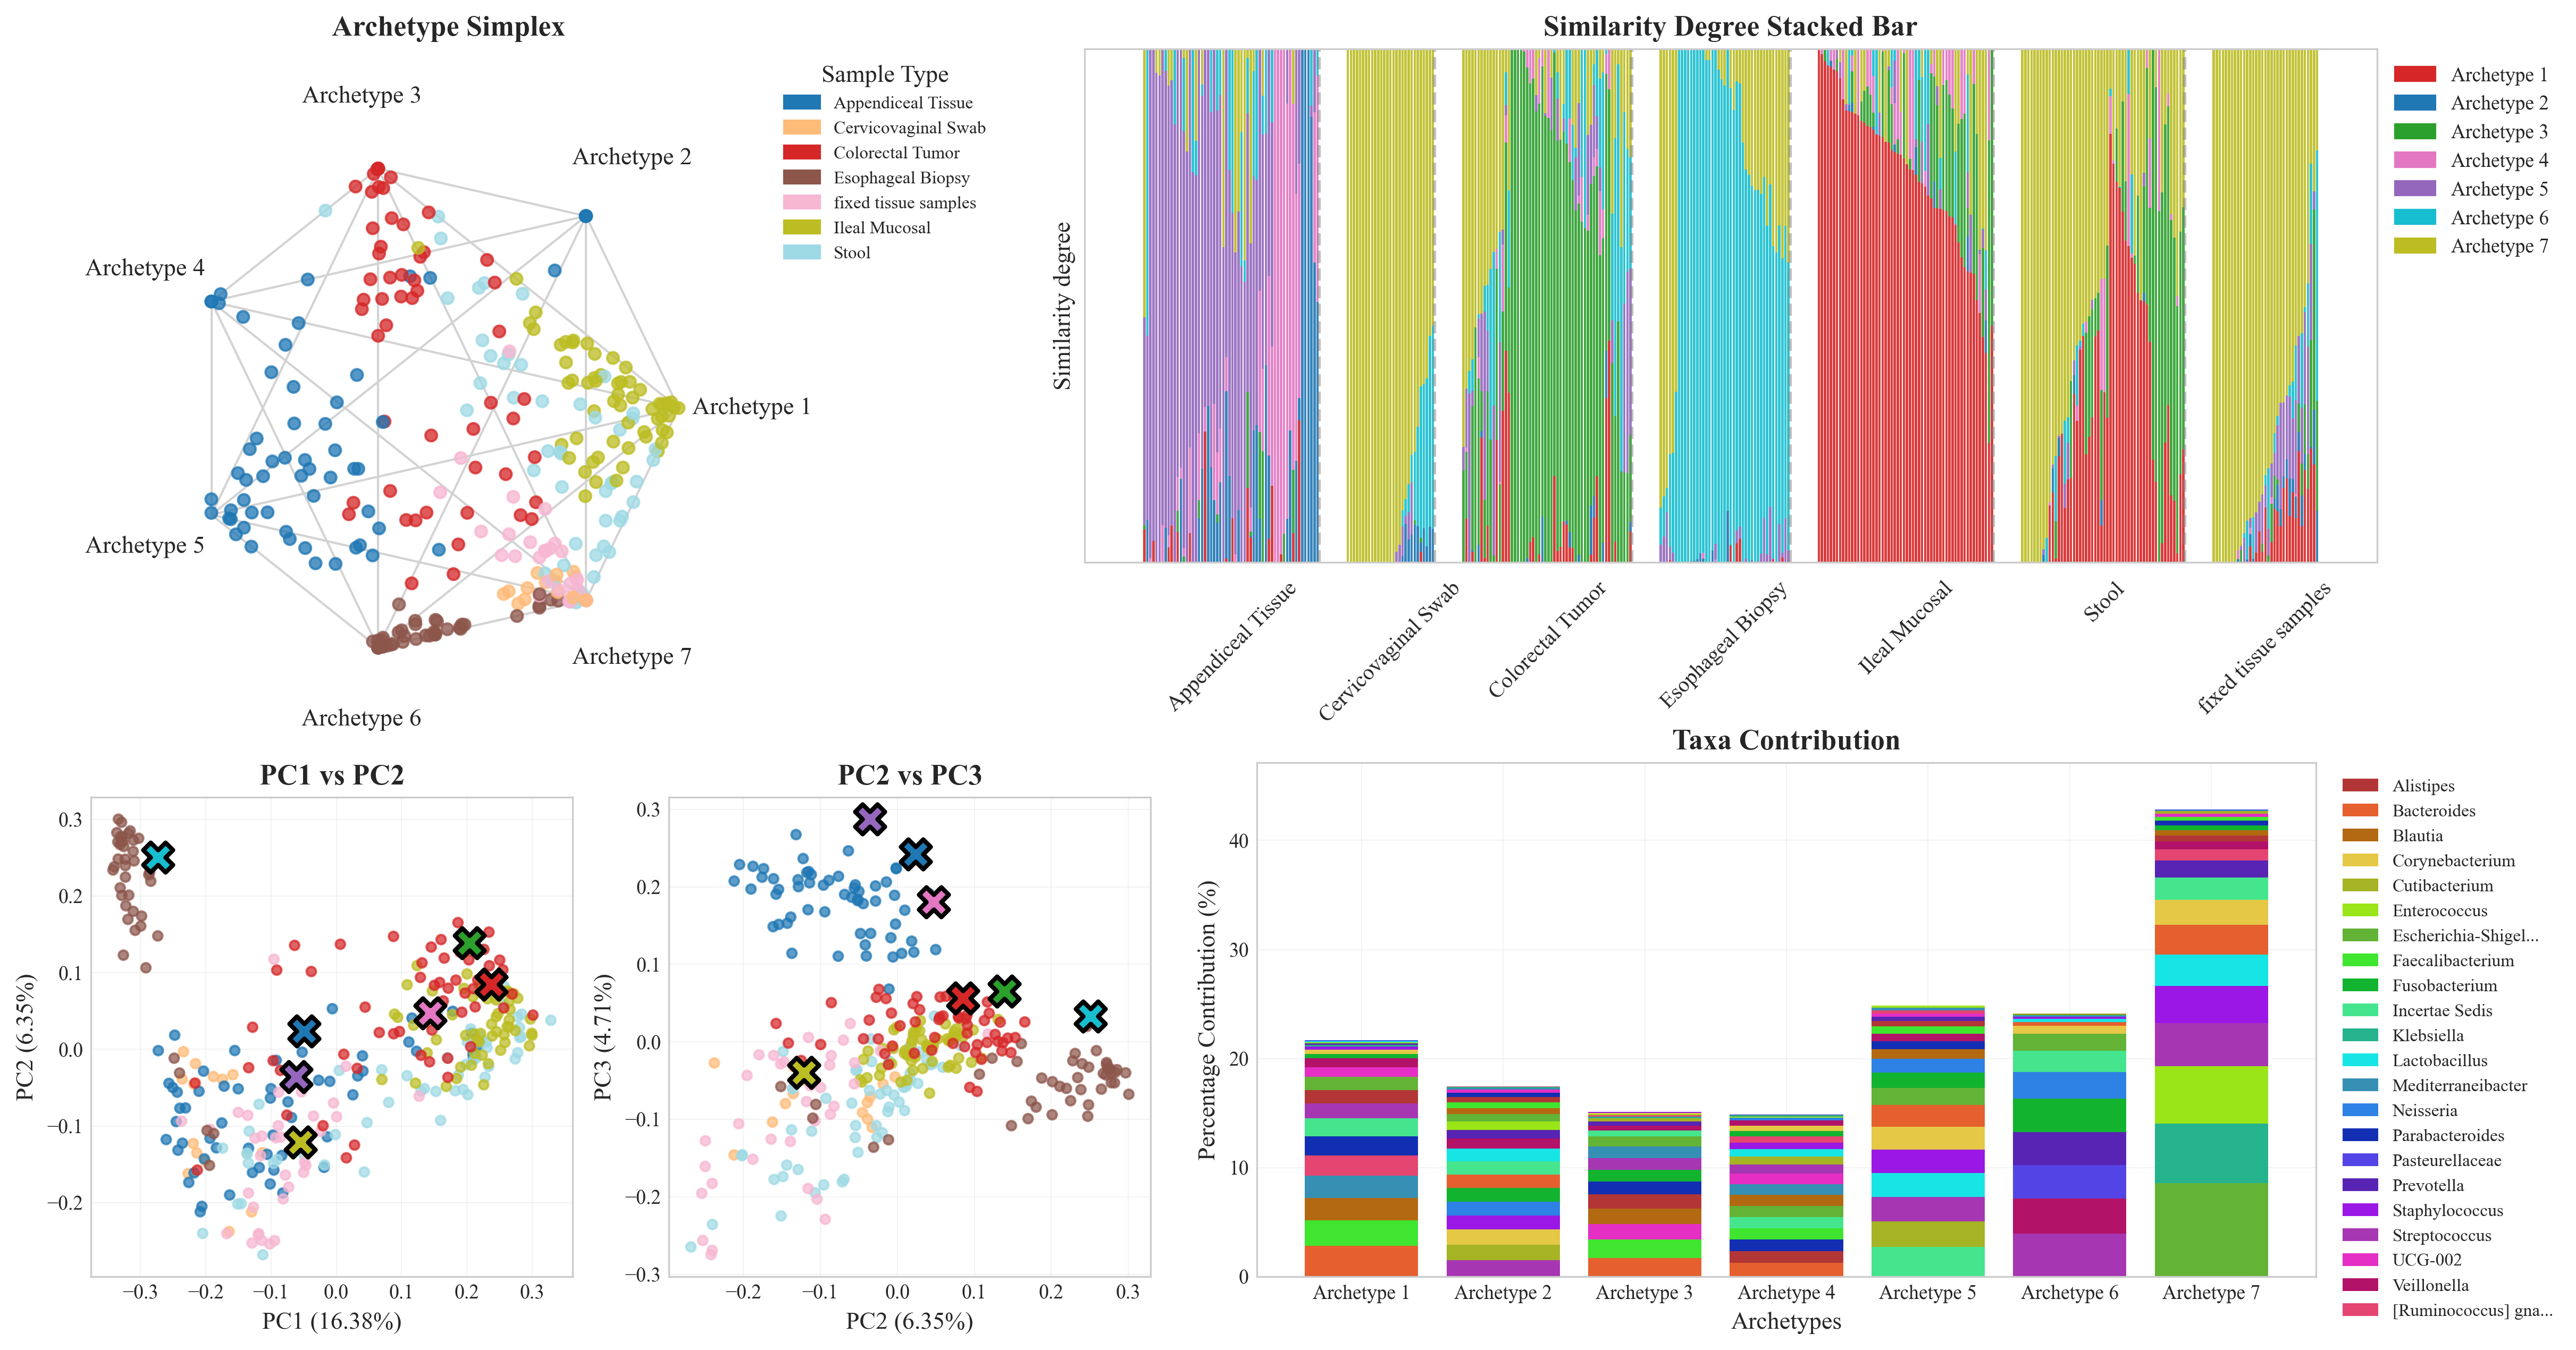 Archetype Simplex
Archetype 3
Archetype 2
Archetype 4
Archetype 1
Archetype 5
Archetype 7
Archetype 6
Sample Type
Appendiceal Tissue
Cervicovaginal Swab
Colorectal Tumor
Esophageal Biopsy
fixed tissue samples
Ileal Mucosal
Stool
Similarity Degree Stacked Bar
Similarity degree
Appendiceal Tissue
Cervicovaginal Swab
Colorectal Tumor
Esophageal Biopsy
Ileal Mucosal
Stool
fixed tissue samples
Archetype 1
Archetype 2
Archetype 3
Archetype 4
Archetype 5
Archetype 6
Archetype 7
PC1 vs PC2
PC2 (6.35%)
0.3
0.2
0.1
0.0
−0.1
−0.2
−0.3 −0.2 −0.1 0.0 0.1 0.2 0.3
PC1 (16.38%)
PC2 vs PC3
PC3 (4.71%)
0.3
0.2
0.1
0.0
−0.1
−0.2
−0.3
−0.2 −0.1 0.0 0.1 0.2 0.3
PC2 (6.35%)
Taxa Contribution
Percentage Contribution (%)
40
30
20
10
0
Archetype 1 Archetype 2 Archetype 3 Archetype 4 Archetype 5 Archetype 6 Archetype 7
Archetypes
Alistipes
Bacteroides
Blautia
Corynebacterium
Cutibacterium
Enterococcus
Escherichia-Shigel...
Faecalibacterium
Fusobacterium
Incertae Sedis
Klebsiella
Lactobacillus
Mediterraneibacter
Neisseria
Parabacteroides
Pasteurellaceae
Prevotella
Staphylococcus
Streptococcus
UCG-002
Veillonella
[Ruminococcus] gna...